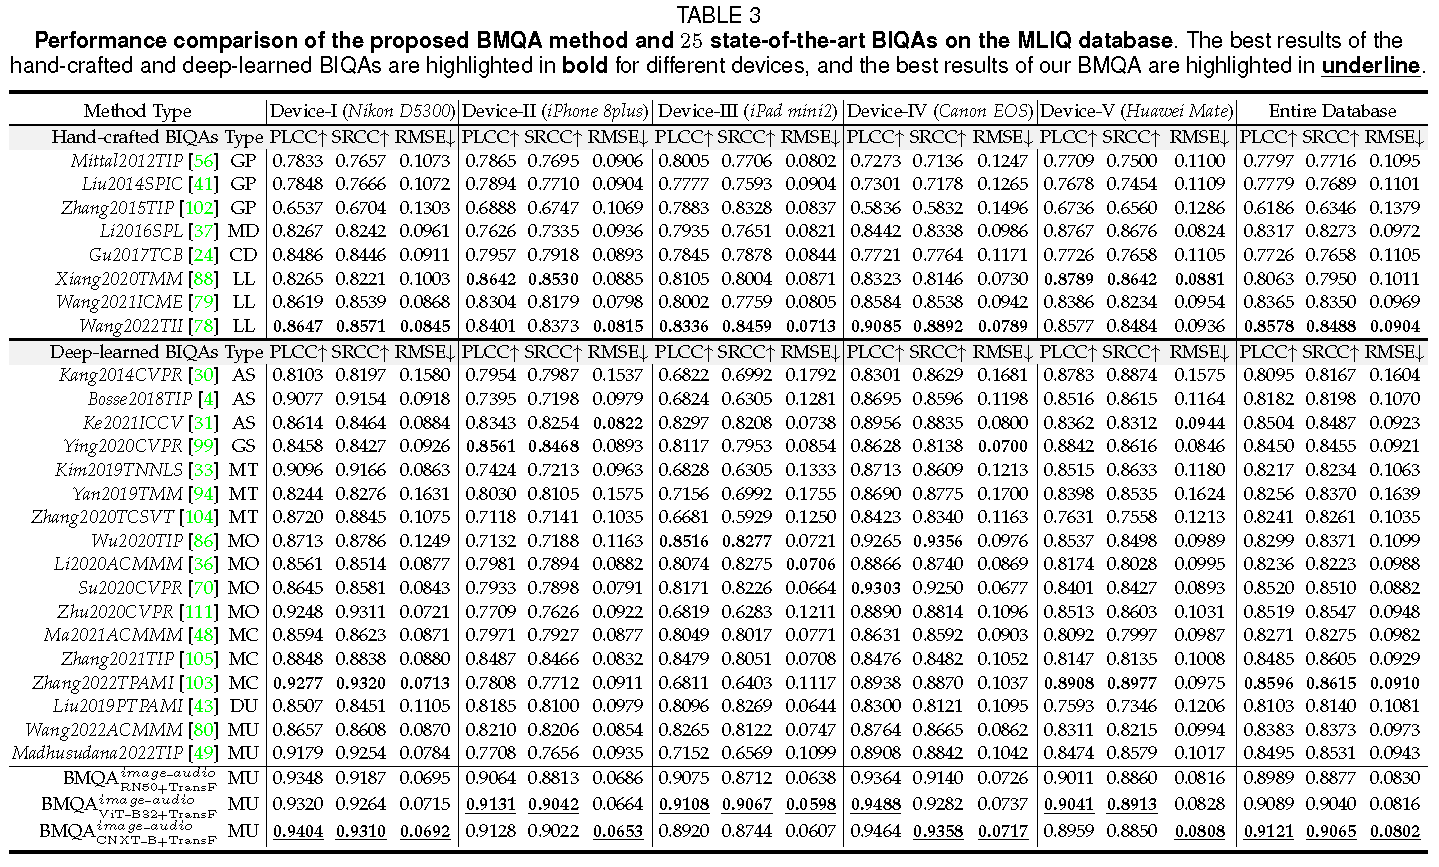 TABLE 3
Performance comparison of the proposed BMQA method and 25 state-of-the-art BIQAs on the MLIQ database. The best results of the
hand-crafted and deep-learned BIQAs are highlighted in bold for different devices, and the best results of our BMQA are highlighted in underline.
Method Type Device-I (Nikon D5300) Device-II (iPhone 8plus) Device-III (iPad mini2) Device-IV (Canon EOS) Device-V (Huawei Mate) Entire Database
Hand-crafted BIQAs Type PLCC↑ SRCC↑ RMSE↓ PLCC↑ SRCC↑ RMSE↓ PLCC↑ SRCC↑ RMSE↓ PLCC↑ SRCC↑ RMSE↓ PLCC↑ SRCC↑ RMSE↓ PLCC↑ SRCC↑ RMSE↓
Mittal2012TIP [56] GP 0.7833 0.7657 0.1073 0.7865 0.7695 0.0906 0.8005 0.7706 0.0802 0.7273 0.7136 0.1247 0.7709 0.7500 0.1100 0.7797 0.7716 0.1095
Liu2014SPIC [41] GP 0.7848 0.7666 0.1072 0.7894 0.7710 0.0904 0.7777 0.7593 0.0904 0.7301 0.7178 0.1265 0.7678 0.7454 0.1109 0.7779 0.7689 0.1101
Zhang2015TIP [102] GP 0.6537 0.6704 0.1303 0.6888 0.6747 0.1069 0.7883 0.8328 0.0837 0.5836 0.5832 0.1496 0.6736 0.6560 0.1286 0.6186 0.6346 0.1379
Li2016SPL [37] MD 0.8267 0.8242 0.0961 0.7626 0.7335 0.0936 0.7935 0.7651 0.0821 0.8442 0.8338 0.0986 0.8767 0.8676 0.0824 0.8317 0.8273 0.0972
Gu2017TCB [24] CD 0.8486 0.8446 0.0911 0.7957 0.7918 0.0893 0.7845 0.7878 0.0844 0.7721 0.7764 0.1171 0.7726 0.7658 0.1105 0.7726 0.7658 0.1105
Xiang2020TMM [88] LL 0.8265 0.8221 0.1003 0.8642 0.8530 0.0885 0.8105 0.8004 0.0871 0.8323 0.8146 0.0730 0.8789 0.8642 0.0881 0.8063 0.7950 0.1011
Wang2021ICME [79] LL 0.8619 0.8539 0.0868 0.8304 0.8179 0.0798 0.8002 0.7759 0.0805 0.8584 0.8538 0.0942 0.8386 0.8234 0.0954 0.8365 0.8350 0.0969
Wang2022TII [78] LL 0.8647 0.8571 0.0845 0.8401 0.8373 0.0815 0.8336 0.8459 0.0713 0.9085 0.8892 0.0789 0.8577 0.8484 0.0936 0.8578 0.8488 0.0904
Deep-learned BIQAs Type PLCC↑ SRCC↑ RMSE↓ PLCC↑ SRCC↑ RMSE↓ PLCC↑ SRCC↑ RMSE↓ PLCC↑ SRCC↑ RMSE↓ PLCC↑ SRCC↑ RMSE↓ PLCC↑ SRCC↑ RMSE↓
Kang2014CVPR [30] AS 0.8103 0.8197 0.1580 0.7954 0.7987 0.1537 0.6822 0.6992 0.1792 0.8301 0.8629 0.1681 0.8783 0.8874 0.1575 0.8095 0.8167 0.1604
Bosse2018TIP [4] AS 0.9077 0.9154 0.0918 0.7395 0.7198 0.0979 0.6824 0.6305 0.1281 0.8695 0.8596 0.1198 0.8516 0.8615 0.1164 0.8182 0.8198 0.1070
Ke2021ICCV [31] AS 0.8614 0.8464 0.0884 0.8343 0.8254 0.0822 0.8297 0.8208 0.0738 0.8956 0.8835 0.0800 0.8362 0.8312 0.0944 0.8504 0.8487 0.0923
Ying2020CVPR [99] GS 0.8458 0.8427 0.0926 0.8561 0.8468 0.0893 0.8117 0.7953 0.0854 0.8628 0.8138 0.0700 0.8842 0.8616 0.0846 0.8450 0.8455 0.0921
Kim2019TNNLS [33] MT 0.9096 0.9166 0.0863 0.7424 0.7213 0.0963 0.6828 0.6305 0.1333 0.8713 0.8609 0.1213 0.8515 0.8633 0.1180 0.8217 0.8234 0.1063
Yan2019TMM [94] MT 0.8244 0.8276 0.1631 0.8030 0.8105 0.1575 0.7156 0.6992 0.1755 0.8690 0.8775 0.1700 0.8398 0.8535 0.1624 0.8256 0.8370 0.1639
Zhang2020TCSVT [104] MT 0.8720 0.8845 0.1075 0.7118 0.7141 0.1035 0.6681 0.5929 0.1250 0.8423 0.8340 0.1163 0.7631 0.7558 0.1213 0.8241 0.8261 0.1035
Wu2020TIP [86] MO 0.8713 0.8786 0.1249 0.7132 0.7188 0.1163 0.8516 0.8277 0.0721 0.9265 0.9356 0.0976 0.8537 0.8498 0.0989 0.8299 0.8371 0.1099
Li2020ACMMM [36] MO 0.8561 0.8514 0.0877 0.7981 0.7894 0.0882 0.8074 0.8275 0.0706 0.8866 0.8740 0.0869 0.8174 0.8028 0.0995 0.8236 0.8223 0.0988
Su2020CVPR [70] MO 0.8645 0.8581 0.0843 0.7933 0.7898 0.0791 0.8171 0.8226 0.0664 0.9303 0.9250 0.0677 0.8401 0.8427 0.0893 0.8520 0.8510 0.0882
Zhu2020CVPR [111] MO 0.9248 0.9311 0.0721 0.7709 0.7626 0.0922 0.6819 0.6283 0.1211 0.8890 0.8814 0.1096 0.8513 0.8603 0.1031 0.8519 0.8547 0.0948
Ma2021ACMMM [48] MC 0.8594 0.8623 0.0871 0.7971 0.7927 0.0877 0.8049 0.8017 0.0771 0.8631 0.8592 0.0903 0.8092 0.7997 0.0987 0.8271 0.8275 0.0982
Zhang2021TIP [105] MC 0.8848 0.8838 0.0880 0.8487 0.8466 0.0832 0.8479 0.8051 0.0708 0.8476 0.8482 0.1052 0.8147 0.8135 0.1008 0.8485 0.8605 0.0929
Zhang2022TPAMI [103] MC 0.9277 0.9320 0.0713 0.7808 0.7712 0.0911 0.6811 0.6403 0.1117 0.8938 0.8870 0.1037 0.8908 0.8977 0.0975 0.8596 0.8615 0.0910
Liu2019PTPAMI [43] DU 0.8507 0.8451 0.1105 0.8185 0.8100 0.0979 0.8096 0.8269 0.0644 0.8300 0.8121 0.1095 0.7593 0.7346 0.1206 0.8103 0.8140 0.1081
Wang2022ACMMM [80] MU 0.8657 0.8608 0.0870 0.8210 0.8206 0.0854 0.8265 0.8122 0.0747 0.8764 0.8665 0.0862 0.8311 0.8215 0.0994 0.8383 0.8373 0.0973
Madhusudana2022TIP [49] MU 0.9179 0.9254 0.0784 0.7708 0.7656 0.0935 0.7152 0.6569 0.1099 0.8908 0.8842 0.1042 0.8474 0.8579 0.1017 0.8495 0.8531 0.0943
BMQA image-audio RN50+TransF MU 0.9348 0.9187 0.0695 0.9064 0.8813 0.0686 0.9075 0.8712 0.0638 0.9364 0.9140 0.0726 0.9011 0.8860 0.0816 0.8989 0.8877 0.0830
BMQA image-audio ViT-B32+TransF MU 0.9320 0.9264 0.0715 0.9131 0.9042 0.0664 0.9108 0.9067 0.0598 0.9488 0.9282 0.0737 0.9041 0.8913 0.0828 0.9089 0.9040 0.0816
BMQA image-audio CNXT-B+TransF MU 0.9404 0.9310 0.0692 0.9128 0.9022 0.0653 0.8920 0.8744 0.0607 0.9464 0.9358 0.0717 0.8959 0.8850 0.0808 0.9121 0.9065 0.0802